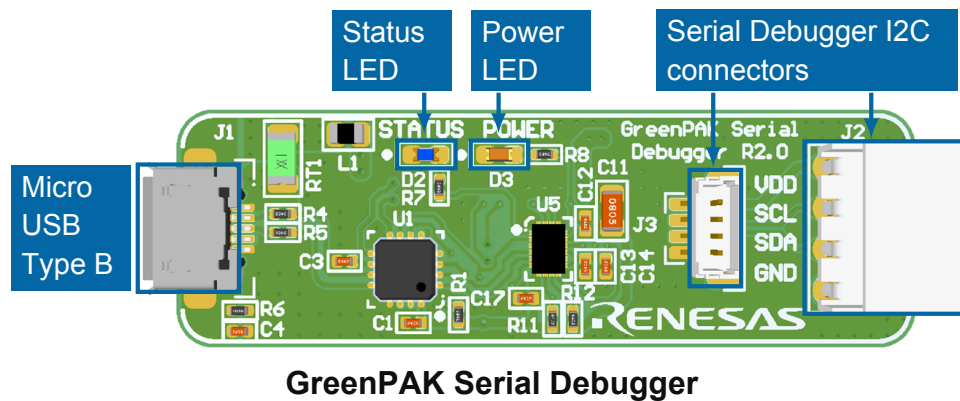 Status
LED
Power
LED
Serial Debugger I2C
connectors
Micro
USB
Type B
J1
RT1
1X
L1
STATUS
POWER
D2
R7
D3
R8
GreenPAK Serial
Debugger R2.0
J2
VDD
SCL
SDA
GND
R4
R5
C3
U1
R1
C1
R6
C4
U5
C12
C11
0805
J3
C13
C14
C17
R11
R12
RENESAS
GreenPAK Serial Debugger